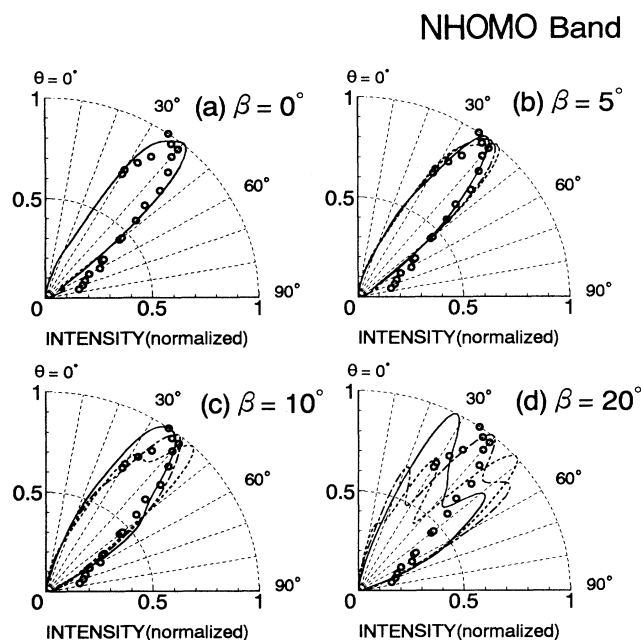 NHOMO Band
θ = 0°
1
30°
(a) β = 0°
0.5
60°
90°
0
0.5
1
INTENSITY(normalized)
θ = 0°
1
30°
(b) β = 5°
0.5
60°
90°
0
0.5
1
INTENSITY(normalized)
θ = 0°
1
30°
(c) β = 10°
0.5
60°
90°
0
0.5
1
INTENSITY(normalized)
θ = 0°
1
30°
(d) β = 20°
0.5
60°
90°
0
0.5
1
INTENSITY(normalized)